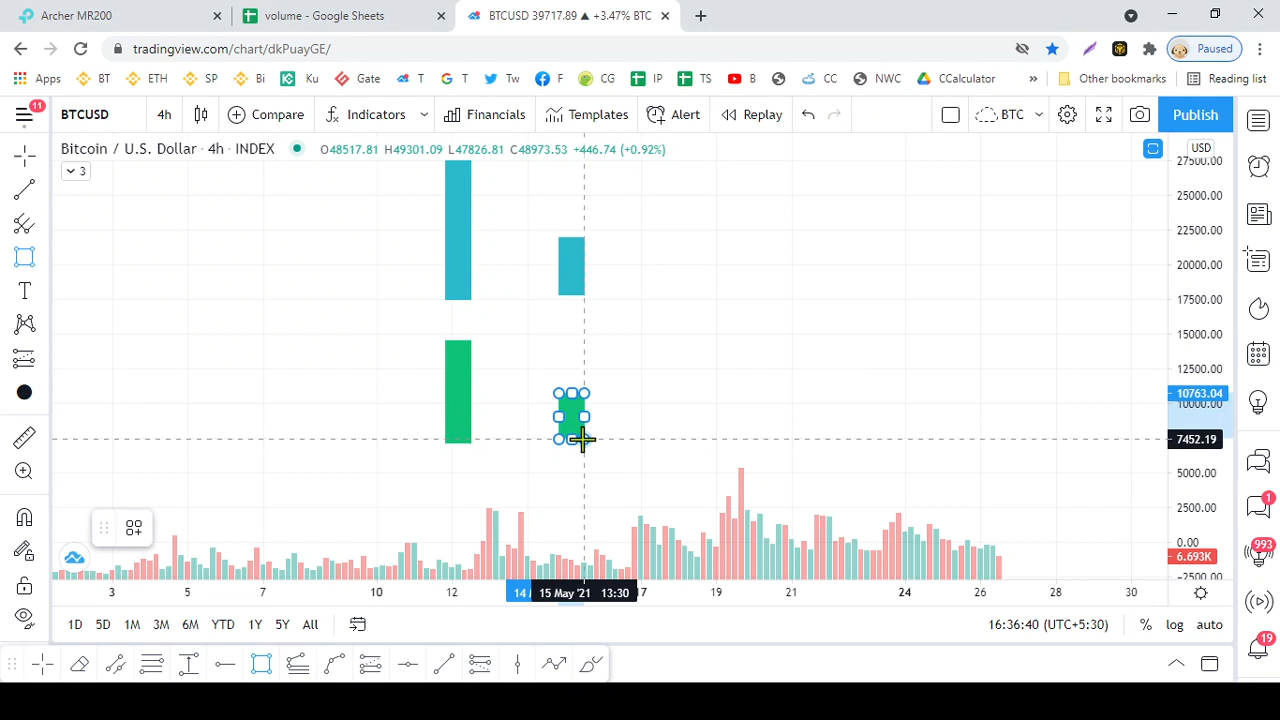 Archer MR200
volume - Google Sheets
BTCUSD 39717.89 ▲ +3.47% BTC
tradingview.com/chart/dkPuayGE/
Paused
Apps BT ETH SP Bi Ku Gate T T Tw F CG IP TS B CC NWC CCalculator » Other bookmarks Reading list
11
BTCUSD 4h Compare Indicators Financials Templates Alert Replay BTC Publish
Bitcoin / U.S. Dollar · 4h · INDEX O48517.81 H49301.09 L47826.81 C48973.53 +446.74 (+0.92%)
USD
3
27500.00
25000.00
22500.00
20000.00
17500.00
15000.00
12500.00
10763.04
10000.00
7452.19
5000.00
2500.00
0.00
6.693K
-2500.00
1
993
19
3 5 7 10 12 14 15 May '21 13:30 17 19 21 24 26 28 30
1D 5D 1M 3M 6M YTD 1Y 5Y All 16:36:40 (UTC+5:30) % log auto